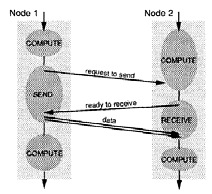 Node 1 Node 2
COMPUTE COMPUTE
request to send
SEND
ready to receive
data RECEIVE
COMPUTE COMPUTE